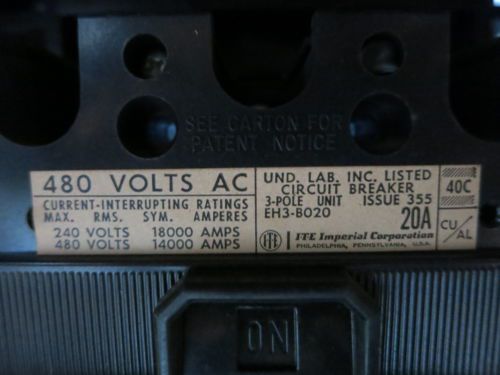 SEE CARTON FOR
PATENT NOTICE
480 VOLTS AC
CURRENT-INTERRUPTING RATINGS
MAX. RMS. SYM. AMPERES
240 VOLTS 18000 AMPS
480 VOLTS 14000 AMPS
UND. LAB. INC. LISTED
CIRCUIT BREAKER
3-POLE UNIT ISSUE 355
EH3-B020
20A
ITE ITE Imperial Corporation
PHILADELPHIA, PENNSYLVANIA, U.S.A.
40C
CU/AL
ON